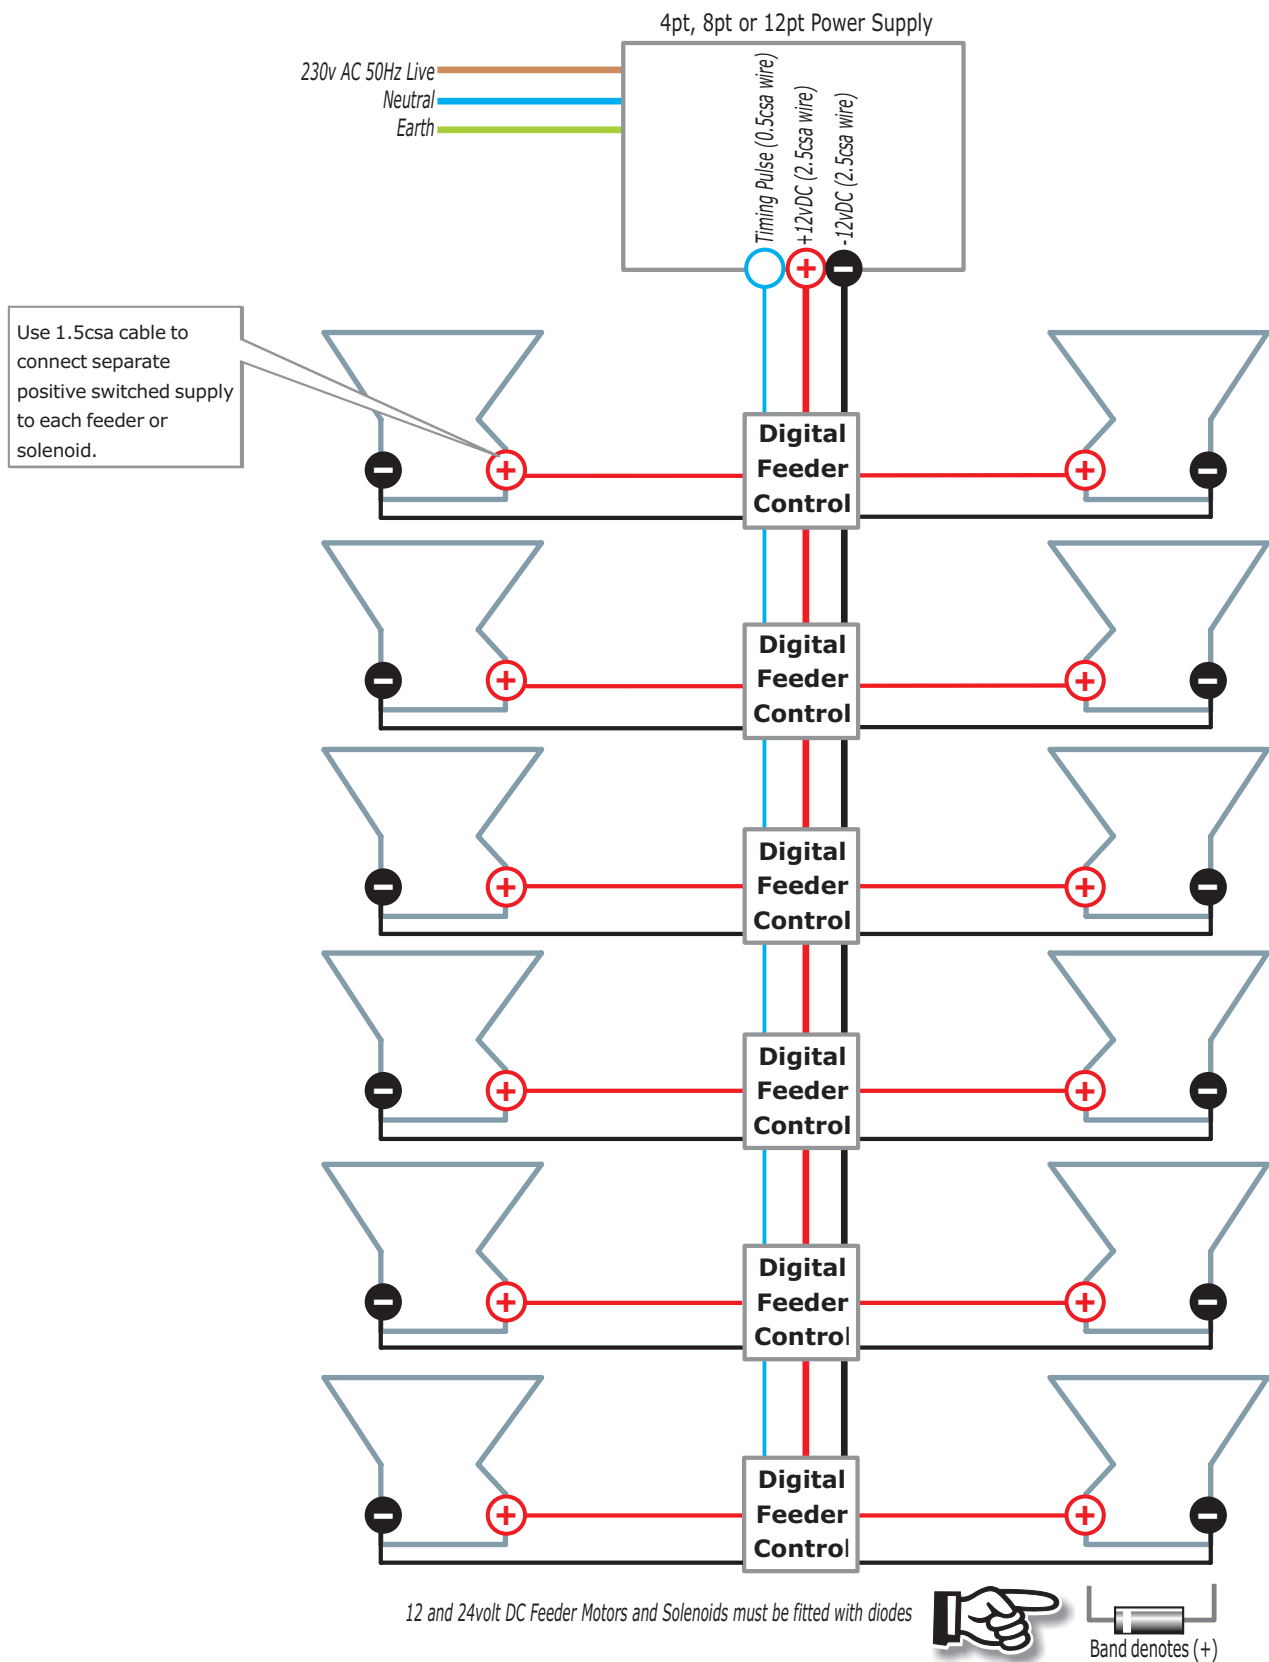 4pt, 8pt or 12pt Power Supply
230v AC 50Hz Live
Neutral
Earth
Timing Pulse (0.5csa wire)
+12vDC (2.5csa wire)
-12vDC (2.5csa wire)
Use 1.5csa cable to
connect separate
positive switched supply
to each feeder or
solenoid.
Digital
Feeder
Control
Digital
Feeder
Control
Digital
Feeder
Control
Digital
Feeder
Control
Digital
Feeder
Control
Digital
Feeder
Control
12 and 24volt DC Feeder Motors and Solenoids must be fitted with diodes
Band denotes (+)